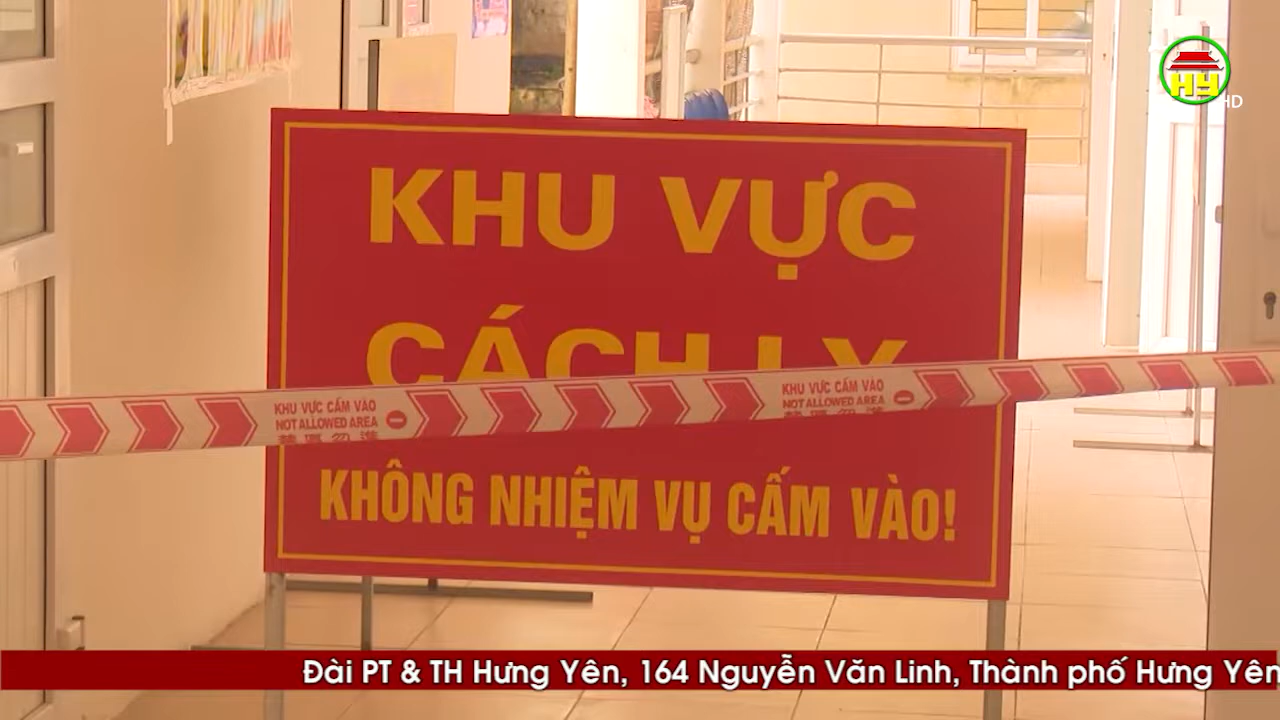 HY
HD
KHU VỰC
CÁCH LY
KHU VỰC CẤM VÀO
NOT ALLOWED AREA
KHU VỰC CẤM VÀO
NOT ALLOWED AREA
KHÔNG NHIỆM VỤ CẤM VÀO!
Đài PT & TH Hưng Yên, 164 Nguyễn Văn Linh, Thành phố Hưng Yên